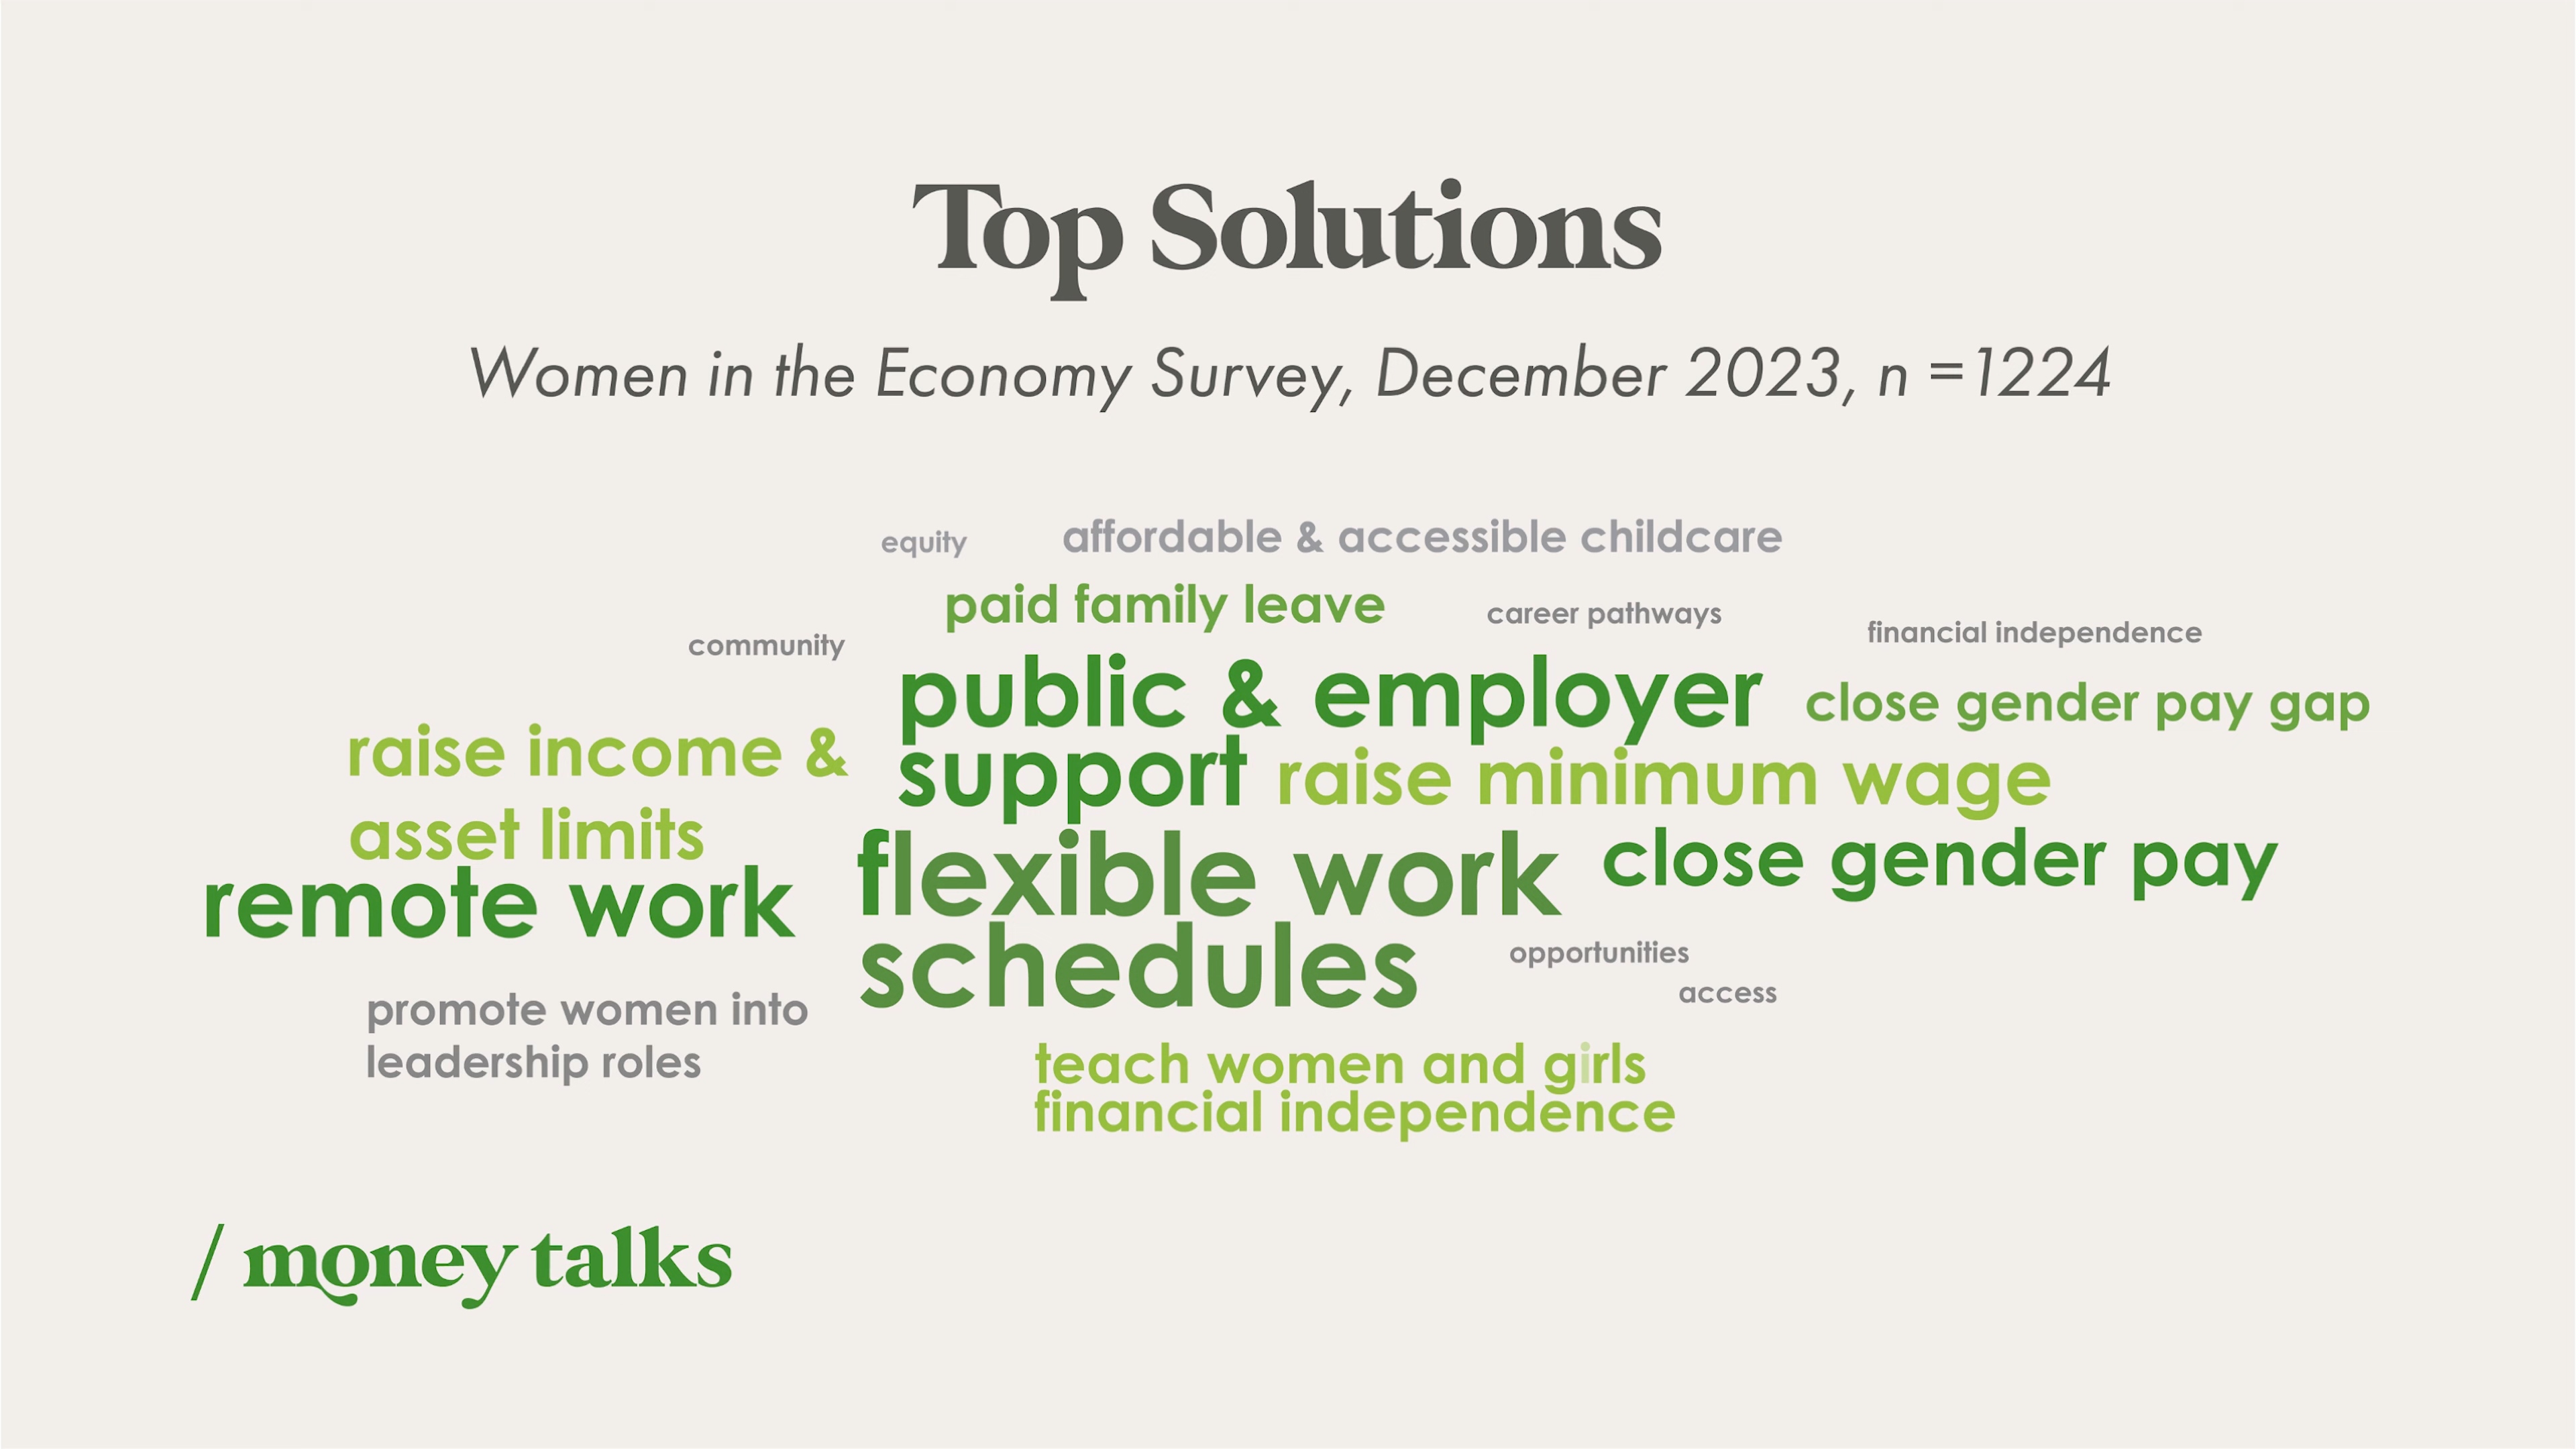 Top Solutions
Women in the Economy Survey, December 2023, n =1224
equity
affordable & accessible childcare
paid family leave
career pathways
financial independence
community
public & employer
support
close gender pay gap
raise income &
asset limits
raise minimum wage
remote work
flexible work
schedules
close gender pay
opportunities
access
promote women into
leadership roles
teach women and girls
financial independence
/ money talks